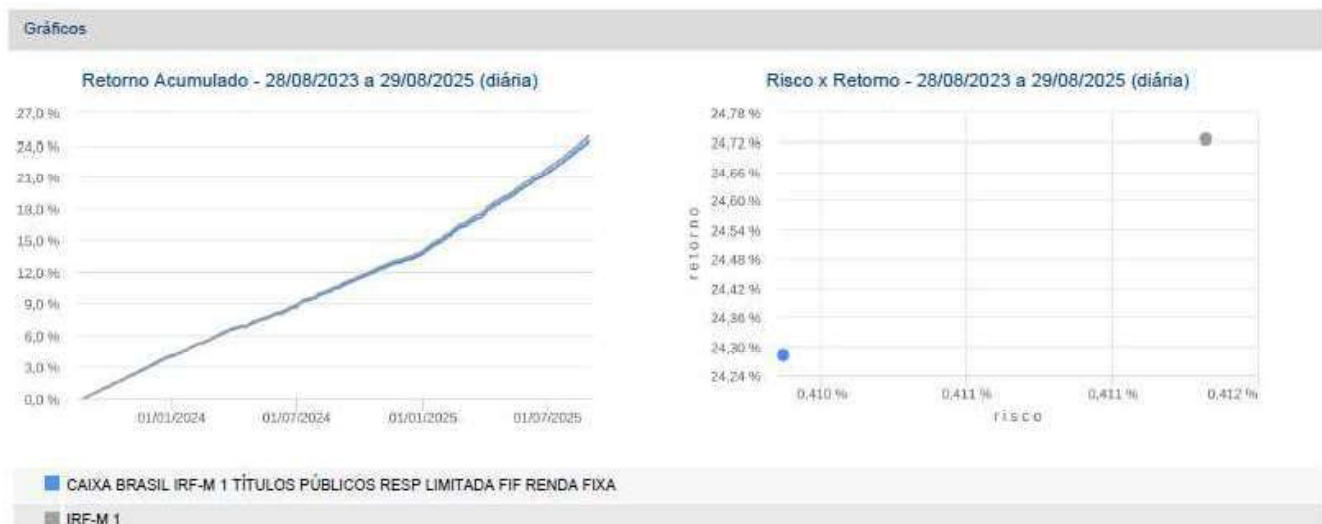 Gráficos
Retorno Acumulado - 28/08/2023 a 29/08/2025 (diária)
27,0 %
24,0 %
21,0 %
18,0 %
15,0 %
12,0 %
9,0 %
6,0 %
3,0 %
0,0 %
01/01/2024 01/07/2024 01/01/2025 01/07/2025
Risco x Retorno - 28/08/2023 a 29/08/2025 (diária)
retorno
24,78 %
24,72 %
24,66 %
24,60 %
24,54 %
24,48 %
24,42 %
24,36 %
24,30 %
24,24 %
0,410 % 0,411 % 0,411 % 0,412 %
risco
CAIXA BRASIL IRF-M 1 TÍTULOS PÚBLICOS RESP LIMITADA FIF RENDA FIXA
IRF-M 1